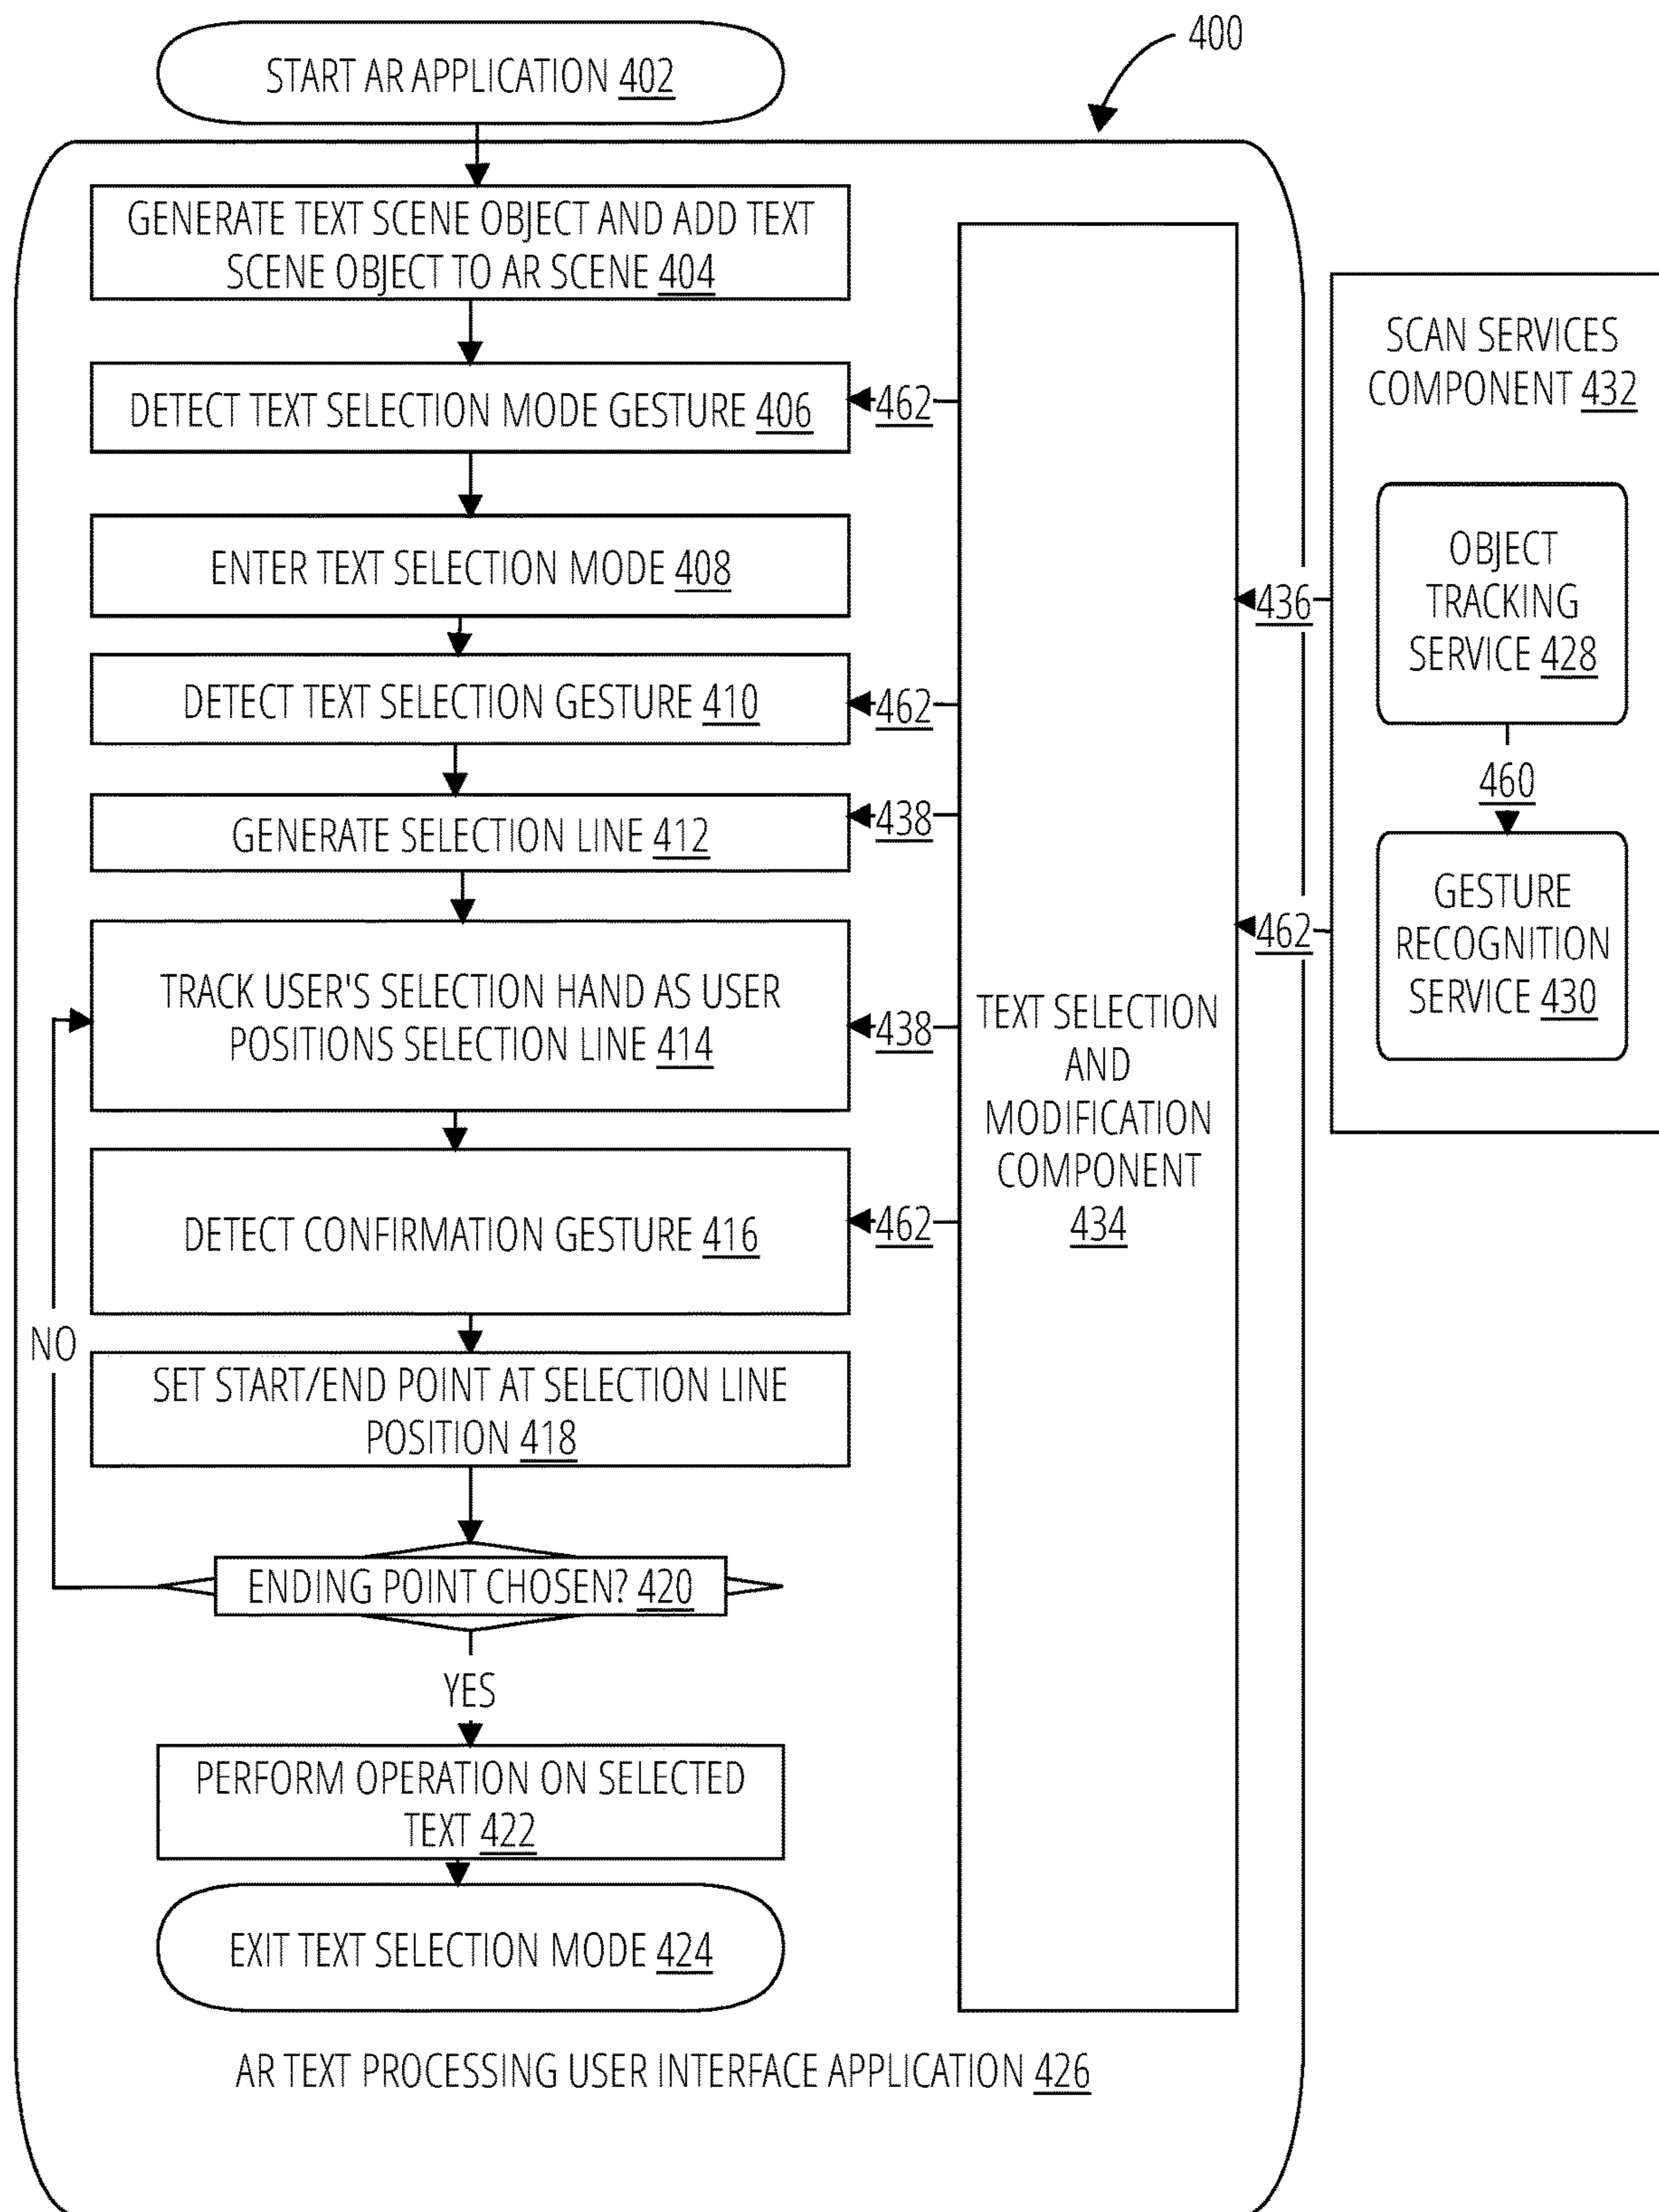 400
START AR APPLICATION 402
GENERATE TEXT SCENE OBJECT AND ADD TEXT
SCENE OBJECT TO AR SCENE 404
DETECT TEXT SELECTION MODE GESTURE 406
462
ENTER TEXT SELECTION MODE 408
DETECT TEXT SELECTION GESTURE 410
462
GENERATE SELECTION LINE 412
438
TRACK USER'S SELECTION HAND AS USER
POSITIONS SELECTION LINE 414
438
DETECT CONFIRMATION GESTURE 416
462
NO
SET START/END POINT AT SELECTION LINE
POSITION 418
ENDING POINT CHOSEN? 420
YES
PERFORM OPERATION ON SELECTED
TEXT 422
EXIT TEXT SELECTION MODE 424
AR TEXT PROCESSING USER INTERFACE APPLICATION 426
TEXT SELECTION
AND
MODIFICATION
COMPONENT
434
436
462
SCAN SERVICES
COMPONENT 432
OBJECT
TRACKING
SERVICE 428
460
GESTURE
RECOGNITION
SERVICE 430